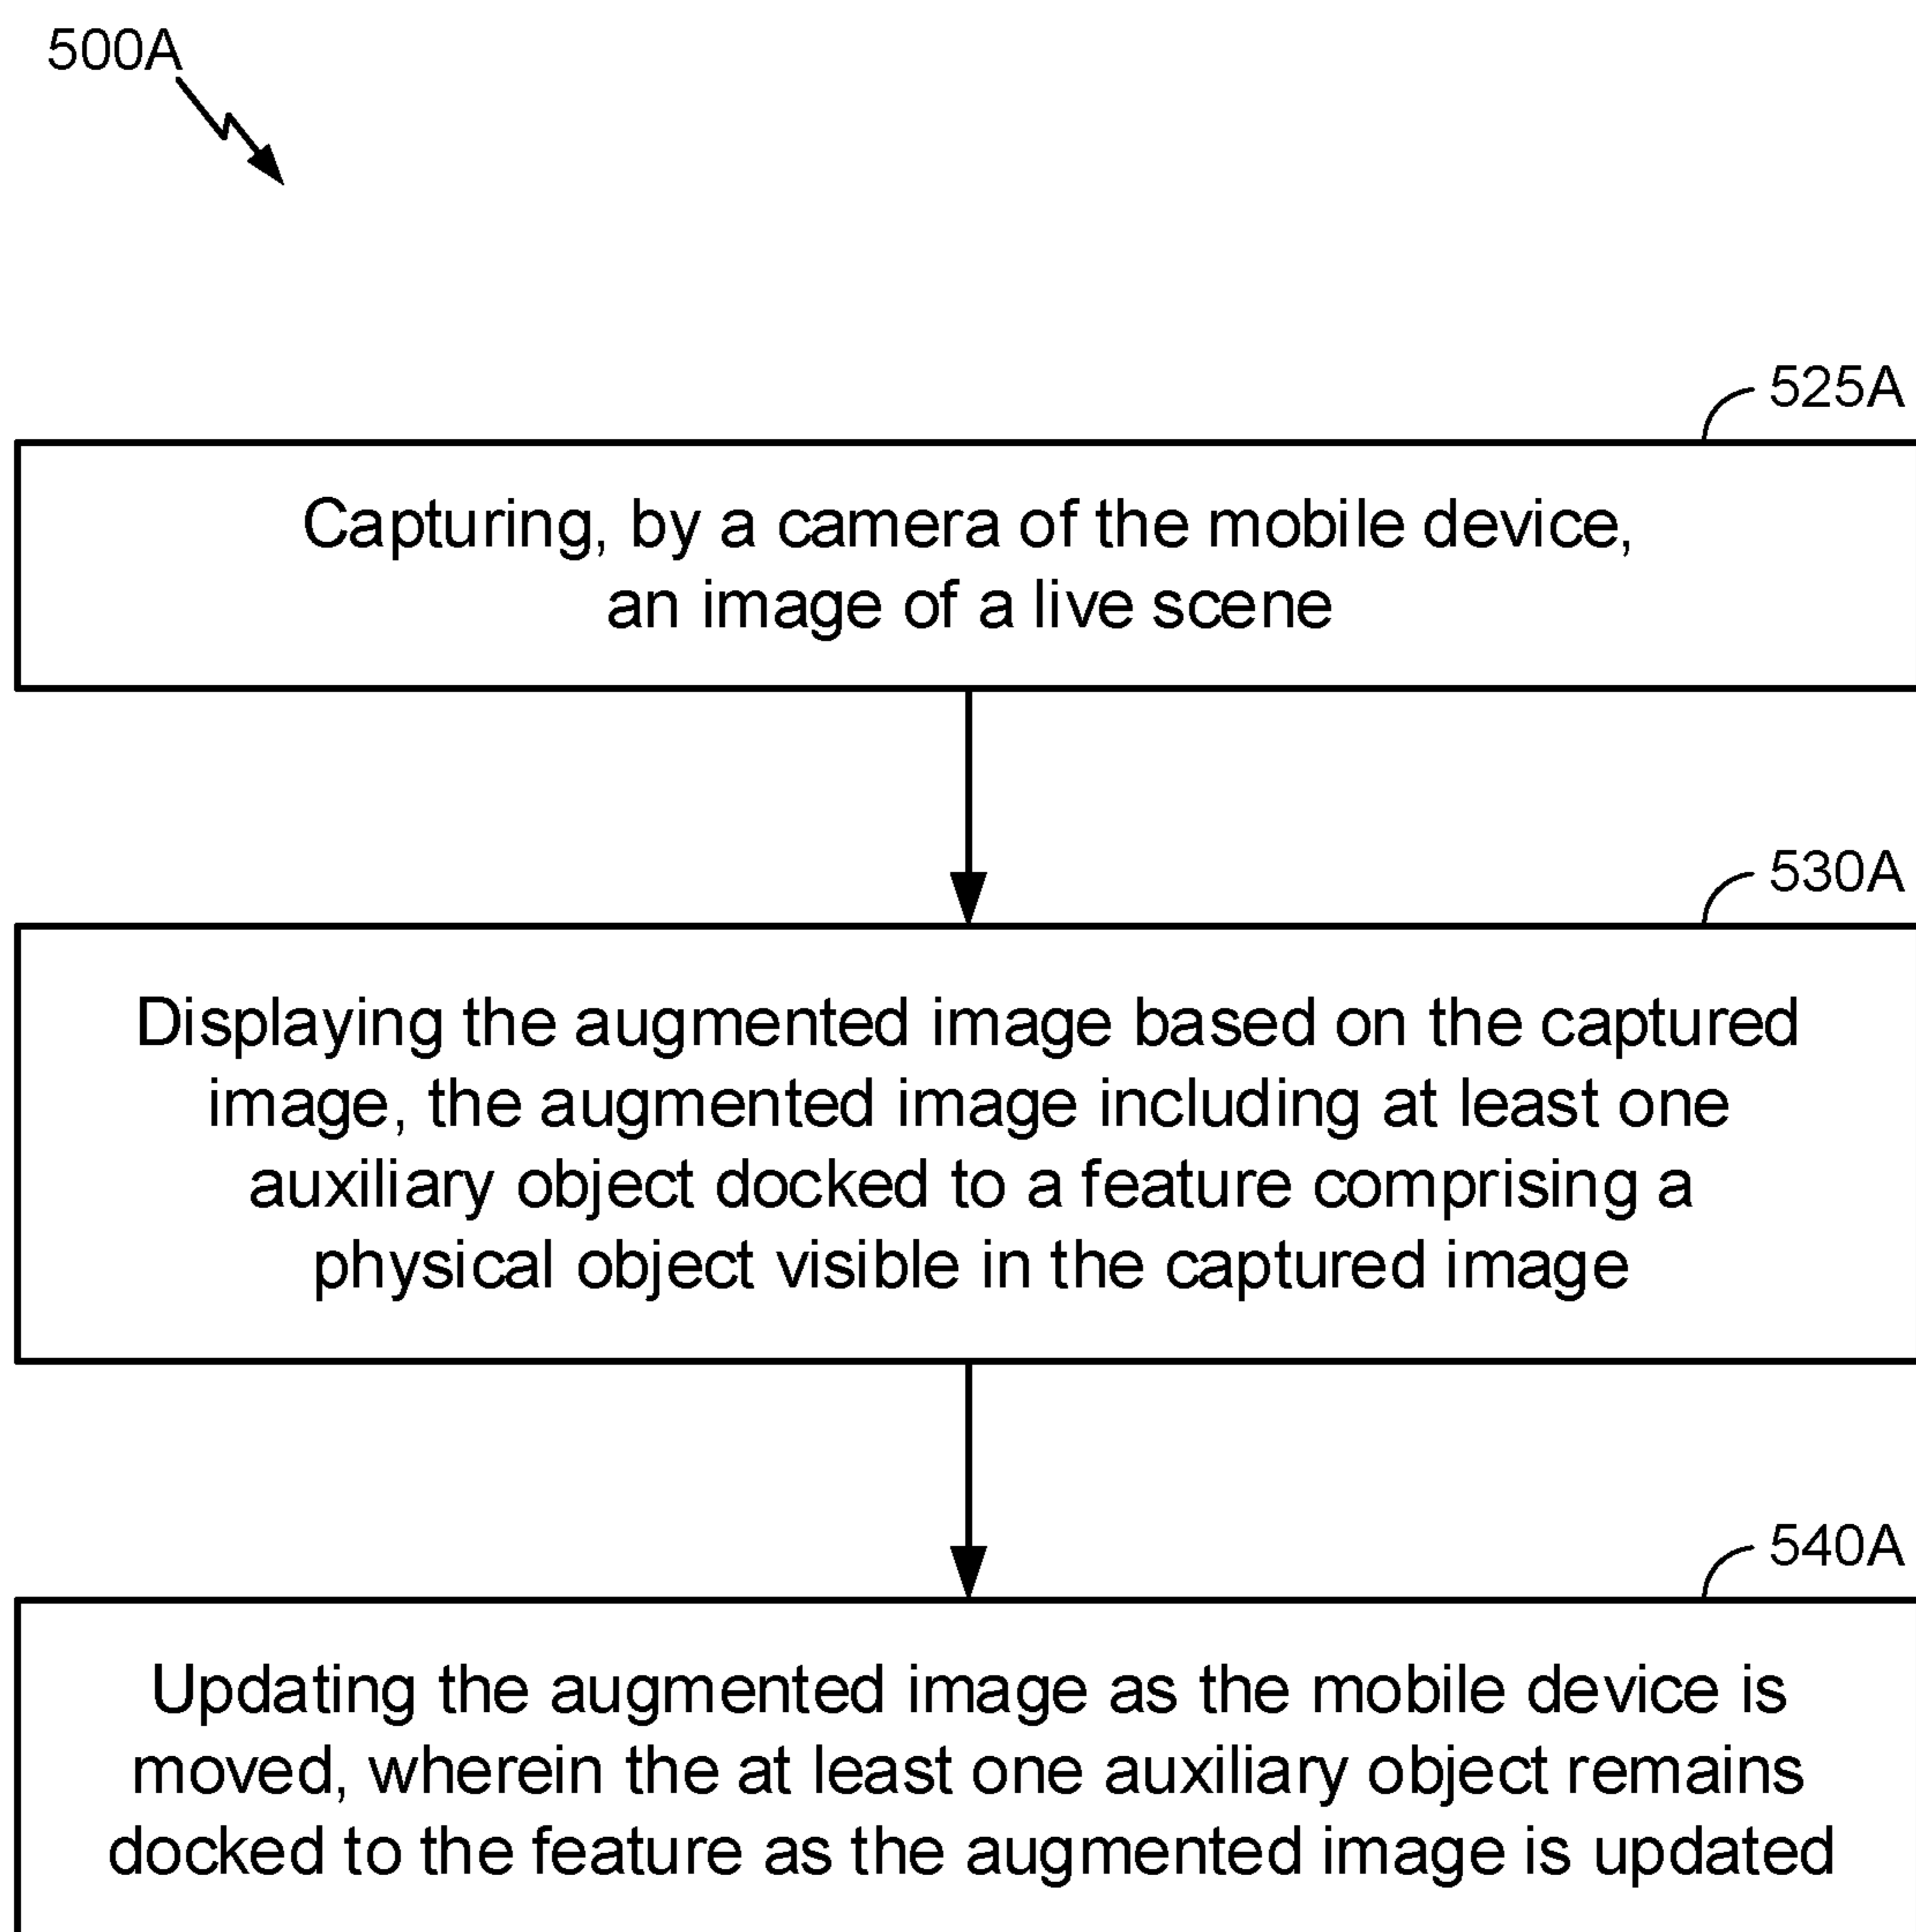 500A
525A
Capturing, by a camera of the mobile device,
an image of a live scene
530A
Displaying the augmented image based on the captured
image, the augmented image including at least one
auxiliary object docked to a feature comprising a
physical object visible in the captured image
540A
Updating the augmented image as the mobile device is
moved, wherein the at least one auxiliary object remains
docked to the feature as the augmented image is updated